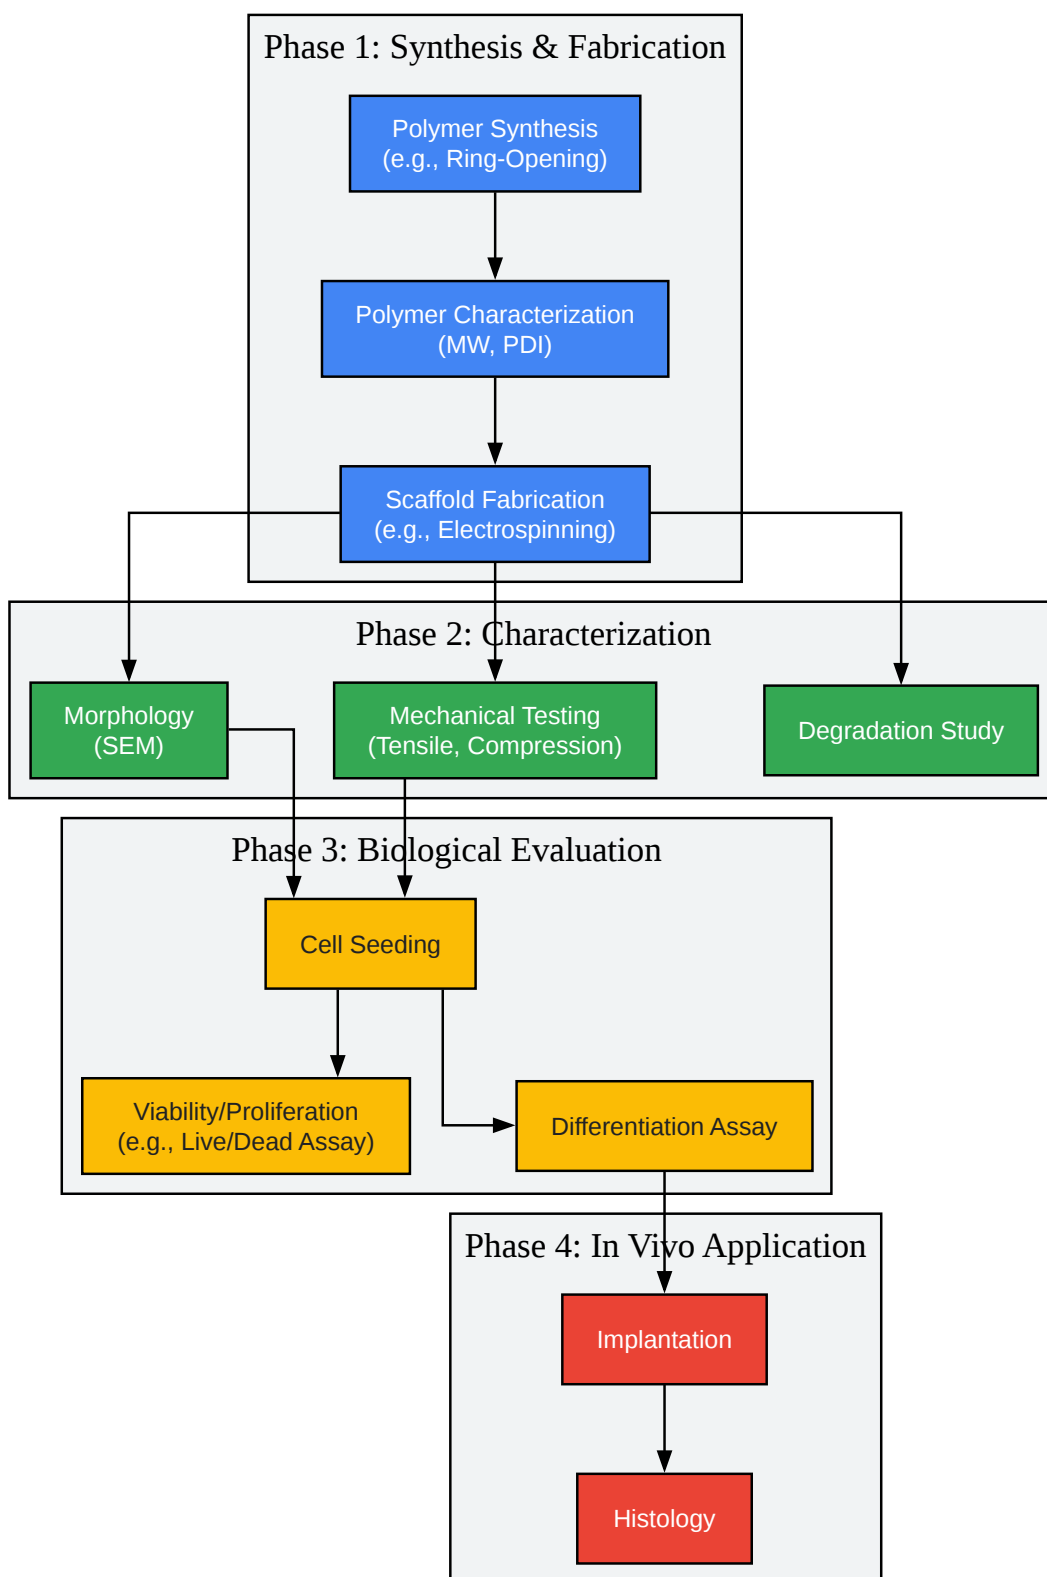 Phase 1: Synthesis & Fabrication
Polymer Synthesis
(e.g., Ring-Opening)
Polymer Characterization
(MW, PDI)
Scaffold Fabrication
(e.g., Electrospinning)
Phase 2: Characterization
Morphology
(SEM)
Mechanical Testing
(Tensile, Compression)
Degradation Study
Phase 3: Biological Evaluation
Cell Seeding
Viability/Proliferation
(e.g., Live/Dead Assay)
Differentiation Assay
Phase 4: In Vivo Application
Implantation
Histology